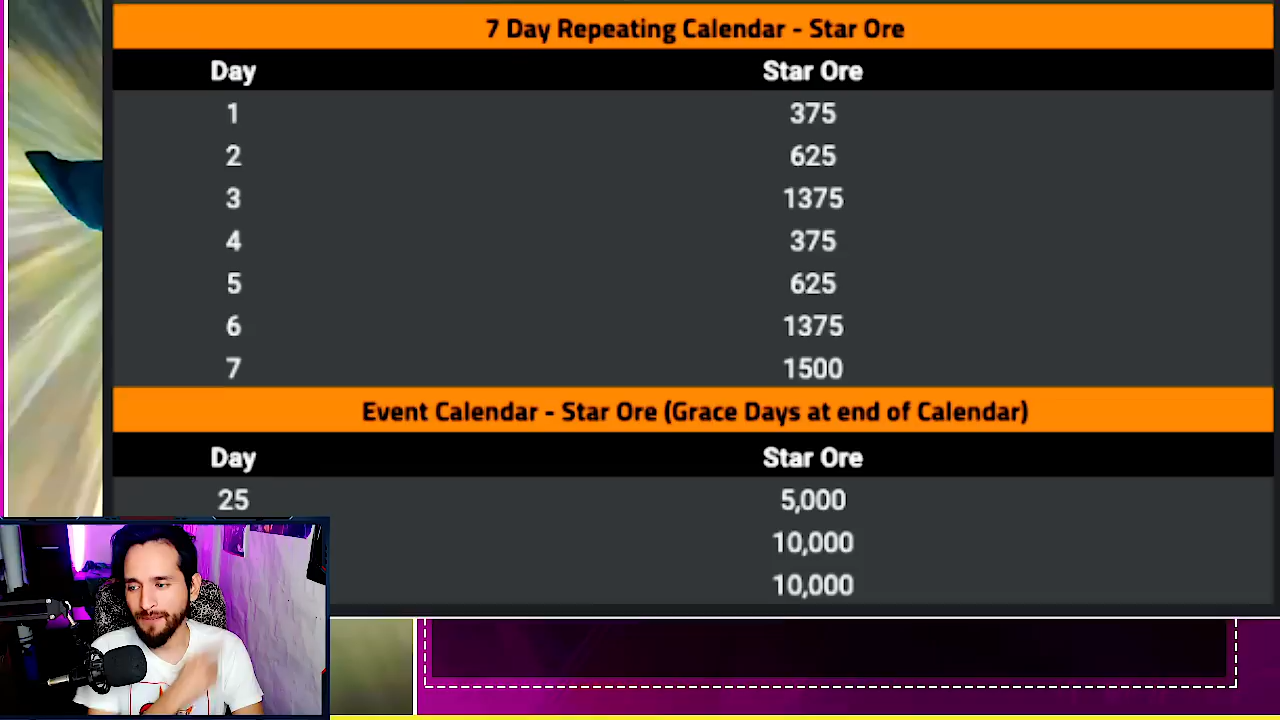 7 Day Repeating Calendar - Star Ore
Day Star Ore
1 375
2 625
3 1375
4 375
5 625
6 1375
7 1500
Event Calendar - Star Ore (Grace Days at end of Calendar)
Day Star Ore
25 5,000
10,000
10,000